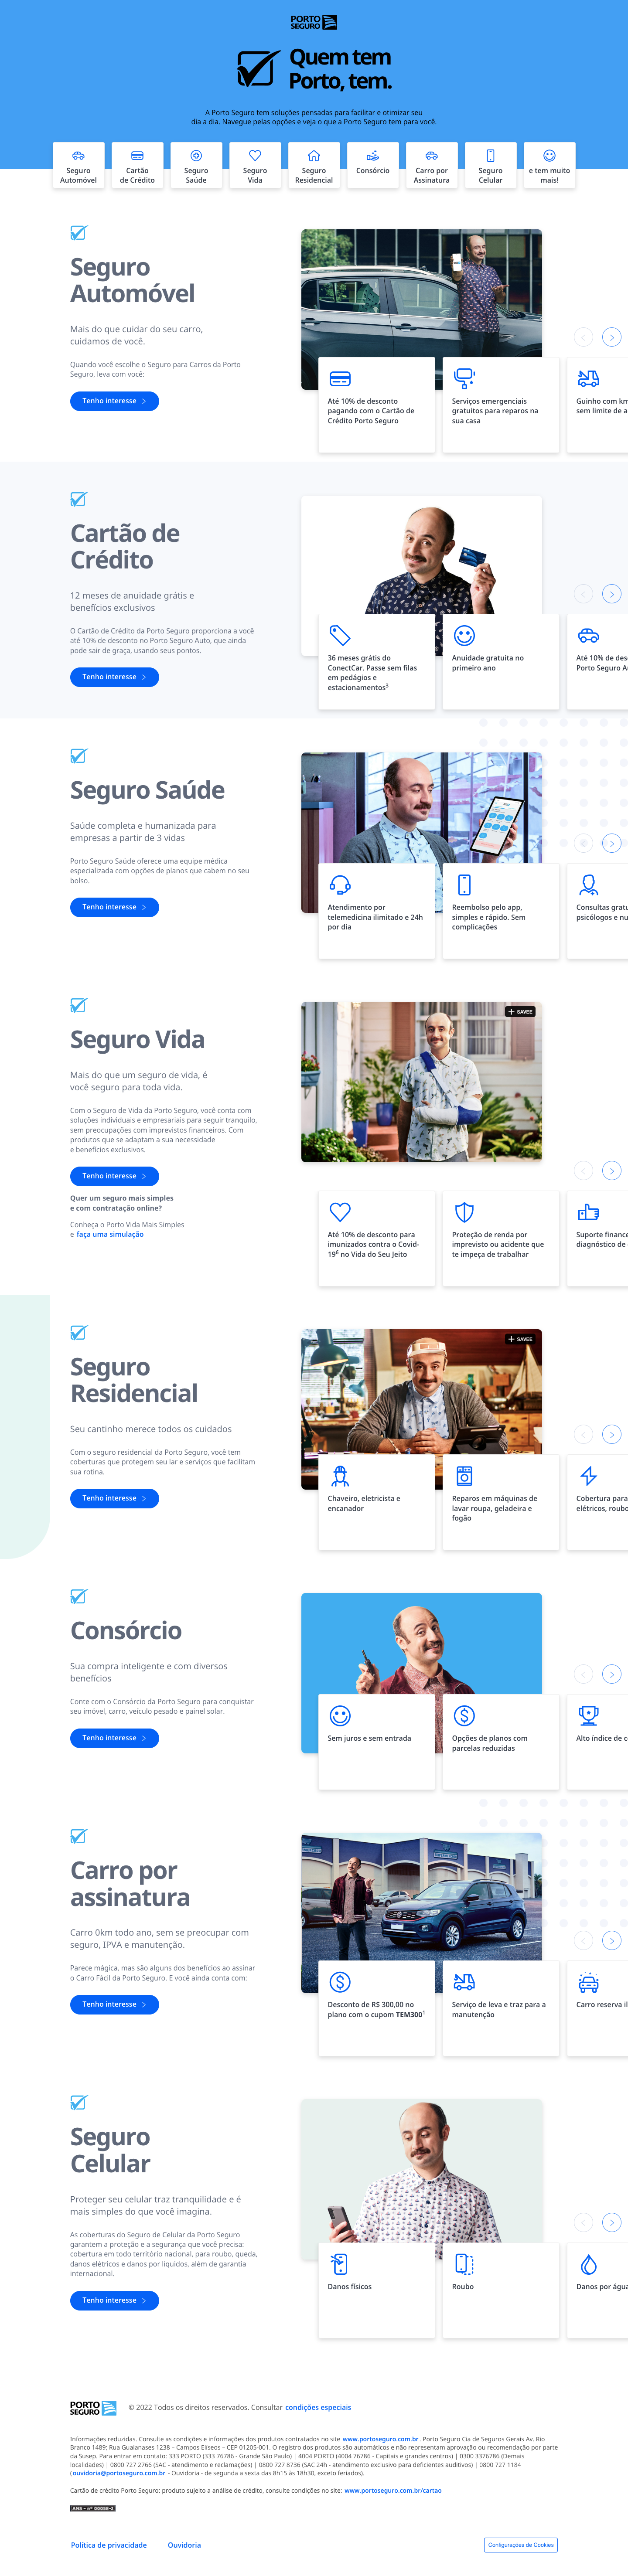 PORTO
SEGURO
Quem tem
Porto, tem.
A Porto Seguro tem soluções pensadas para facilitar e otimizar seu
dia a dia. Navegue pelas opções e veja o que a Porto Seguro tem para você.
Seguro
Automóvel
Cartão
de Crédito
Seguro
Saúde
Seguro
Vida
Seguro
Residencial
Consórcio
Carro por
Assinatura
Seguro
Celular
e tem muito
mais!
Seguro
Automóvel
Mais do que cuidar do seu carro,
cuidamos de você.
Quando você escolhe o Seguro para Carros da Porto
Seguro, leva com você:
Tenho interesse
Até 10% de desconto
pagando com o Cartão de
Crédito Porto Seguro
Serviços emergenciais
gratuitos para reparos na
sua casa
Guincho com km
sem limite de a
Cartão de
Crédito
12 meses de anuidade grátis e
benefícios exclusivos
O Cartão de Crédito da Porto Seguro proporciona a você
até 10% de desconto no Porto Seguro Auto, que ainda
pode sair de graça, usando seus pontos.
Tenho interesse
36 meses grátis do
ConectCar. Passe sem filas
em pedágios e
estacionamentos3
Anuidade gratuita no
primeiro ano
Até 10% de des
Porto Seguro A
Seguro Saúde
Saúde completa e humanizada para
empresas a partir de 3 vidas
Porto Seguro Saúde oferece uma equipe médica
especializada com opções de planos que cabem no seu
bolso.
Tenho interesse
Atendimento por
telemedicina ilimitado e 24h
por dia
Reembolso pelo app,
simples e rápido. Sem
complicações
Consultas gratu
psicólogos e nu
Seguro Vida
Mais do que um seguro de vida, é
você seguro para toda vida.
Com o Seguro de Vida da Porto Seguro, você conta com
soluções individuais e empresariais para seguir tranquilo,
sem preocupações com imprevistos financeiros. Com
produtos que se adaptam a sua necessidade
e benefícios exclusivos.
Tenho interesse
Quer um seguro mais simples
e com contratação online?
Conheça o Porto Vida Mais Simples
e faça uma simulação
SAVEE
Até 10% de desconto para
imunizados contra o Covid-
196 no Vida do Seu Jeito
Proteção de renda por
imprevisto ou acidente que
te impeça de trabalhar
Suporte finance
diagnóstico de
Seguro
Residencial
Seu cantinho merece todos os cuidados
Com o seguro residencial da Porto Seguro, você tem
coberturas que protegem seu lar e serviços que facilitam
sua rotina.
Tenho interesse
SAVEE
Chaveiro, eletricista e
encanador
Reparos em máquinas de
lavar roupa, geladeira e
fogão
Cobertura para
elétricos, roubo
Consórcio
Sua compra inteligente e com diversos
benefícios
Conte com o Consórcio da Porto Seguro para conquistar
seu imóvel, carro, veículo pesado e painel solar.
Tenho interesse
Sem juros e sem entrada
Opções de planos com
parcelas reduzidas
Alto índice de c
Carro por
assinatura
Carro 0km todo ano, sem se preocupar com
seguro, IPVA e manutenção.
Parece mágica, mas são alguns dos benefícios ao assinar
o Carro Fácil da Porto Seguro. E você ainda conta com:
Tenho interesse
Desconto de R$ 300,00 no
plano com o cupom TEM3001
Serviço de leva e traz para a
manutenção
Carro reserva il
Seguro
Celular
Proteger seu celular traz tranquilidade e é
mais simples do que você imagina.
As coberturas do Seguro de Celular da Porto Seguro
garantem a proteção e a segurança que você precisa:
cobertura em todo território nacional, para roubo, queda,
danos elétricos e danos por líquidos, além de garantia
internacional.
Tenho interesse
Danos físicos
Roubo
Danos por água
PORTO
SEGURO
© 2022 Todos os direitos reservados. Consultar condições especiais
Informações reduzidas. Consulte as condições e informações dos produtos contratados no site www.portoseguro.com.br. Porto Seguro Cia de Seguros Gerais Av. Rio
Branco 1489; Rua Guaianases 1238 – Campos Elíseos – CEP 01205-001. O registro dos produtos são automáticos e não representam aprovação ou recomendação por parte
da Susep. Para entrar em contato: 333 PORTO (333 76786 - Grande São Paulo) | 4004 PORTO (4004 76786 - Capitais e grandes centros) | 0300 3376786 (Demais
localidades) | 0800 727 2766 (SAC - atendimento e reclamações) | 0800 727 8736 (SAC 24h - atendimento exclusivo para deficientes auditivos) | 0800 727 1184
(ouvidoria@portoseguro.com.br - Ouvidoria - de segunda a sexta das 8h15 às 18h30, exceto feriados).
Cartão de crédito Porto Seguro: produto sujeito a análise de crédito, consulte condições no site: www.portoseguro.com.br/cartao
ANS - nº 00058-2
Política de privacidade
Ouvidoria
Configurações de Cookies